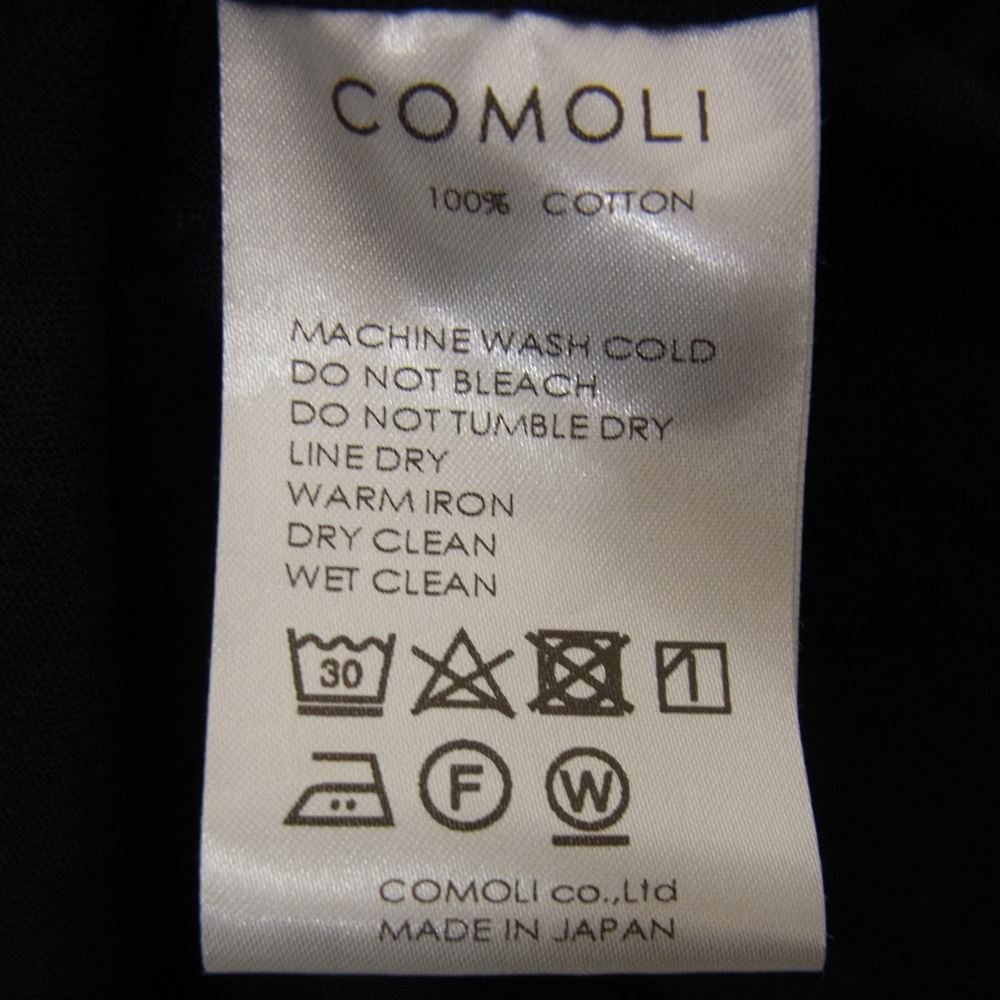 COMOLI
100% COTTON
MACHINE WASH COLD
DO NOT BLEACH
DO NOT TUMBLE DRY
LINE DRY
WARM IRON
DRY CLEAN
WET CLEAN
30
F W
COMOLI co.,Ltd
MADE IN JAPAN